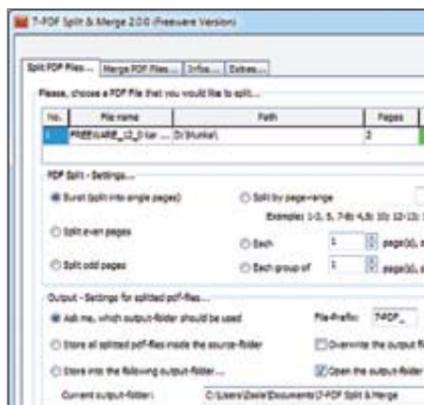 7-PDF Split & Merge 2.0.0 (Freeware Version)
Split PDF Files... Merge PDF Files... Infos... Extras...
Please, choose a PDF File that you would like to split...
No. File name Path Pages
1 FREEWARE_12_0 ... D:\Munka\ 2
PDF Split - Settings...
Burst (split into single pages) Split by page-range
Examples 1-3, 5, 7-8; 4,5; 10; 12-13;
Split even pages
Each 1 page(s),
Split odd pages
Each group of 1 page(s),
Output - Settings for splitted pdf-files...
Ask me, which output-folder should be used File-Prefix: 7-PDF_
Store all splitted pdf-files inside the source-folder Overwrite the output
Store into the following output-folder... Open the output-folder
Current output-folder: C:\Users\Zsolt\Documents\7-PDF Split & Merge